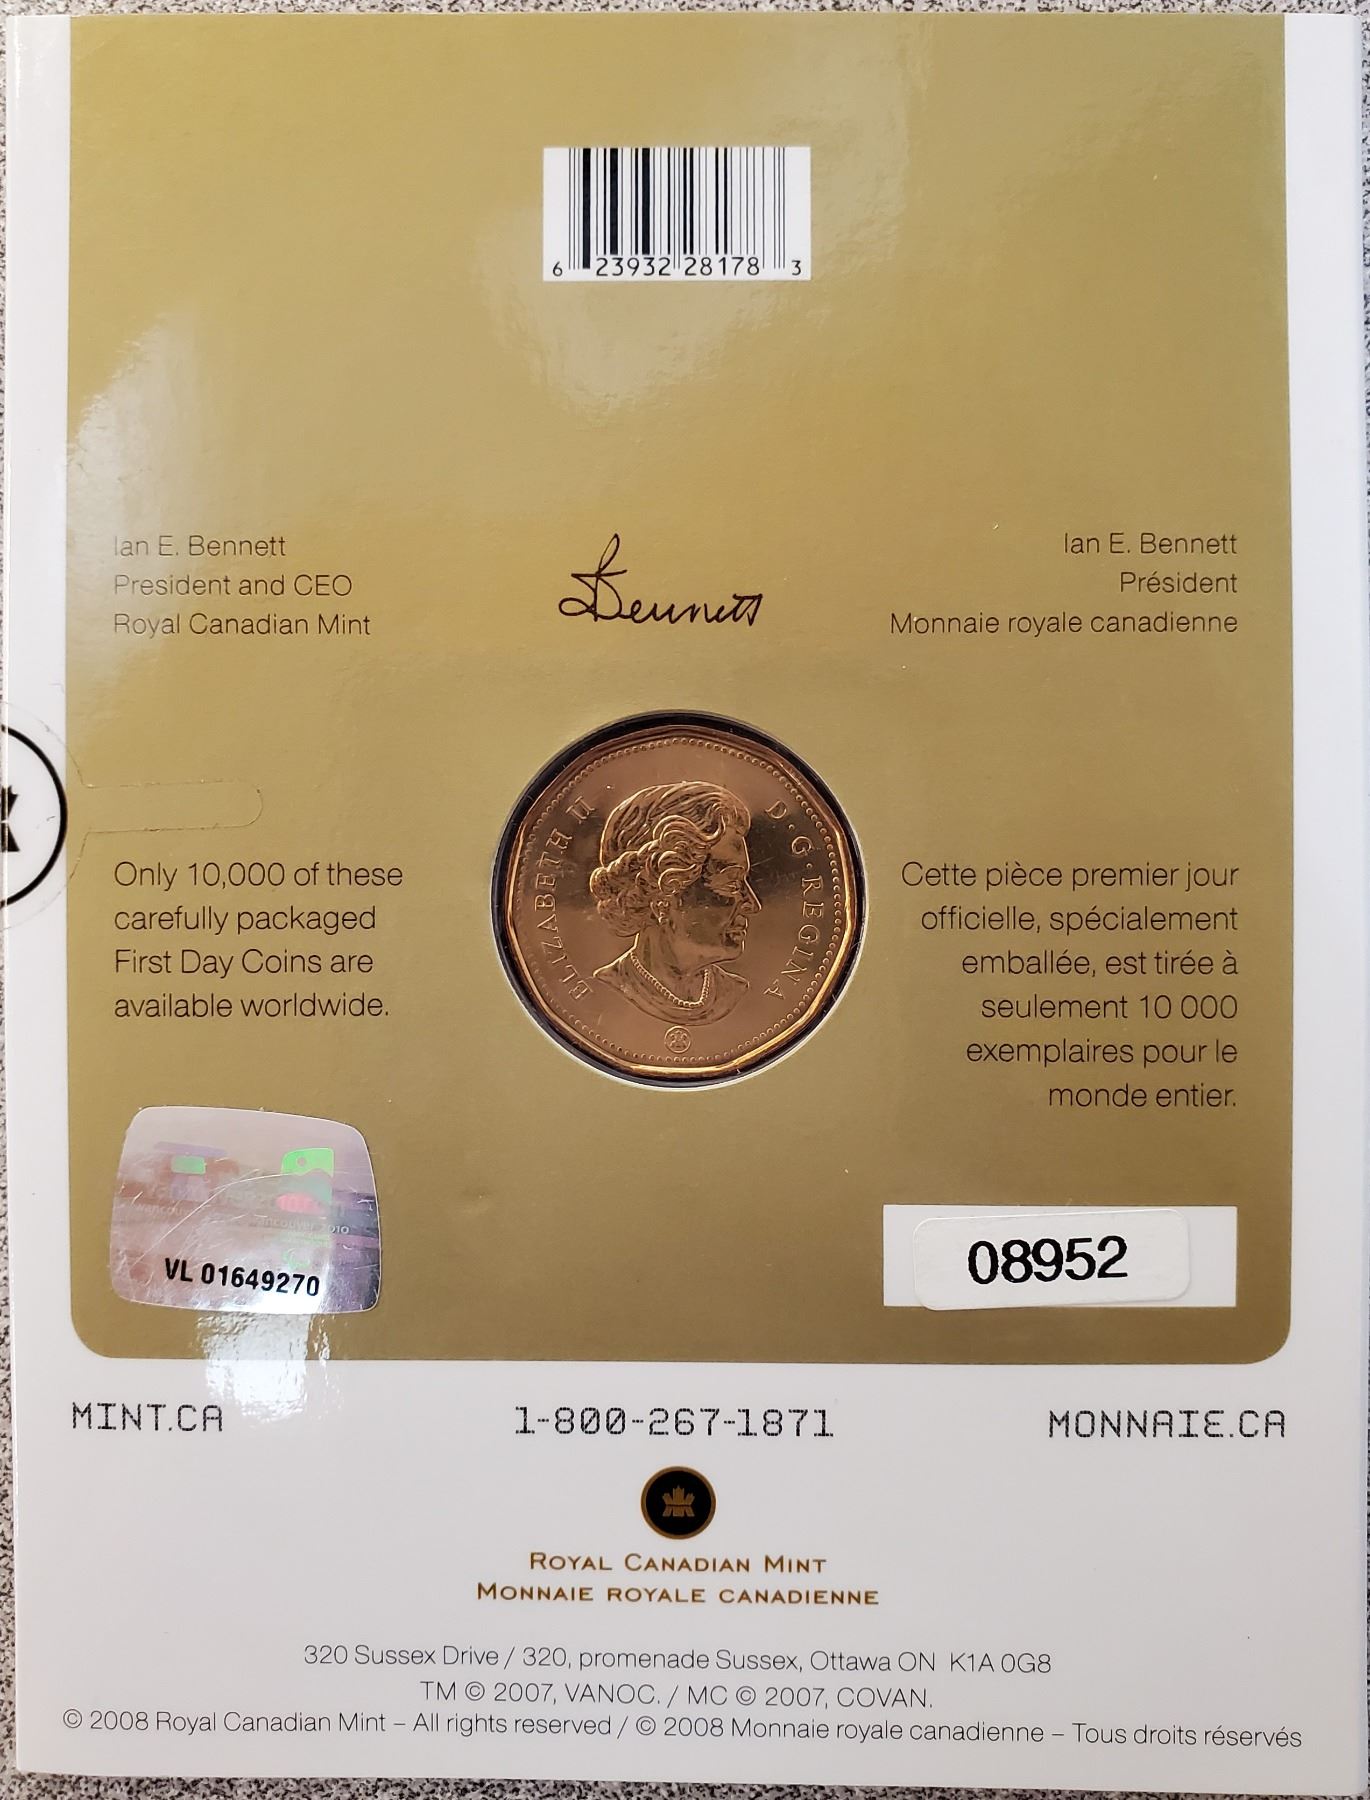 6 23932 28178 3
Ian E. Bennett
President and CEO
Royal Canadian Mint
Bennett
Ian E. Bennett
Président
Monnaie royale canadienne
ELIZABETH II D·G·REGINA
Only 10,000 of these
carefully packaged
First Day Coins are
available worldwide.
Cette pièce premier jour
officielle, spécialement
emballée, est tirée à
seulement 10 000
exemplaires pour le
monde entier.
vancouver 2010
VL 01649270
08952
MINT.CA
1-800-267-1871
MONNAIE.CA
ROYAL CANADIAN MINT
MONNAIE ROYALE CANADIENNE
320 Sussex Drive / 320, promenade Sussex, Ottawa ON K1A 0G8
TM © 2007, VANOC. / MC © 2007, COVAN.
© 2008 Royal Canadian Mint – All rights reserved / © 2008 Monnaie royale canadienne – Tous droits réservés